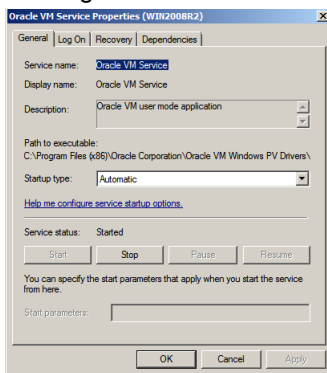 Oracle VM Service Properties (WIN2008R2)
General Log On Recovery Dependencies
Service name: Oracle VM Service
Display name: Oracle VM Service
Description: Oracle VM user mode application
Path to executable:
C:\Program Files (x86)\Oracle Corporation\Oracle VM Windows PV Drivers\
Startup type: Automatic
Help me configure service startup options.
Service status: Started
Start Stop Pause Resume
You can specify the start parameters that apply when you start the service
from here.
Start parameters:
OK Cancel Apply